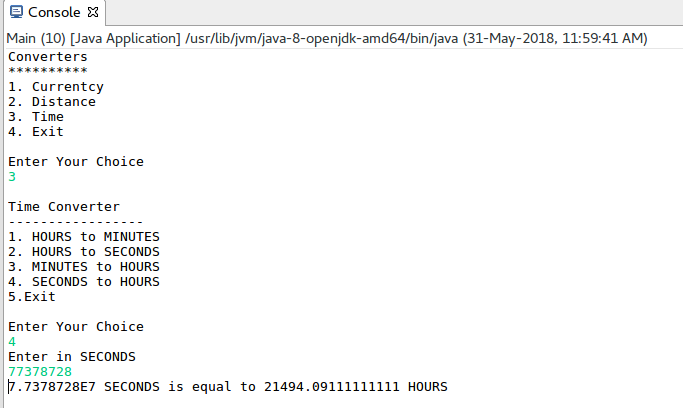 Console
Main (10) [Java Application] /usr/lib/jvm/java-8-openjdk-amd64/bin/java (31-May-2018, 11:59:41 AM)
Converters
**********
1. Currentcy
2. Distance
3. Time
4. Exit
Enter Your Choice
3
Time Converter
-----------------
1. HOURS to MINUTES
2. HOURS to SECONDS
3. MINUTES to HOURS
4. SECONDS to HOURS
5.Exit
Enter Your Choice
4
Enter in SECONDS
77378728
7.7378728E7 SECONDS is equal to 21494.09111111111 HOURS